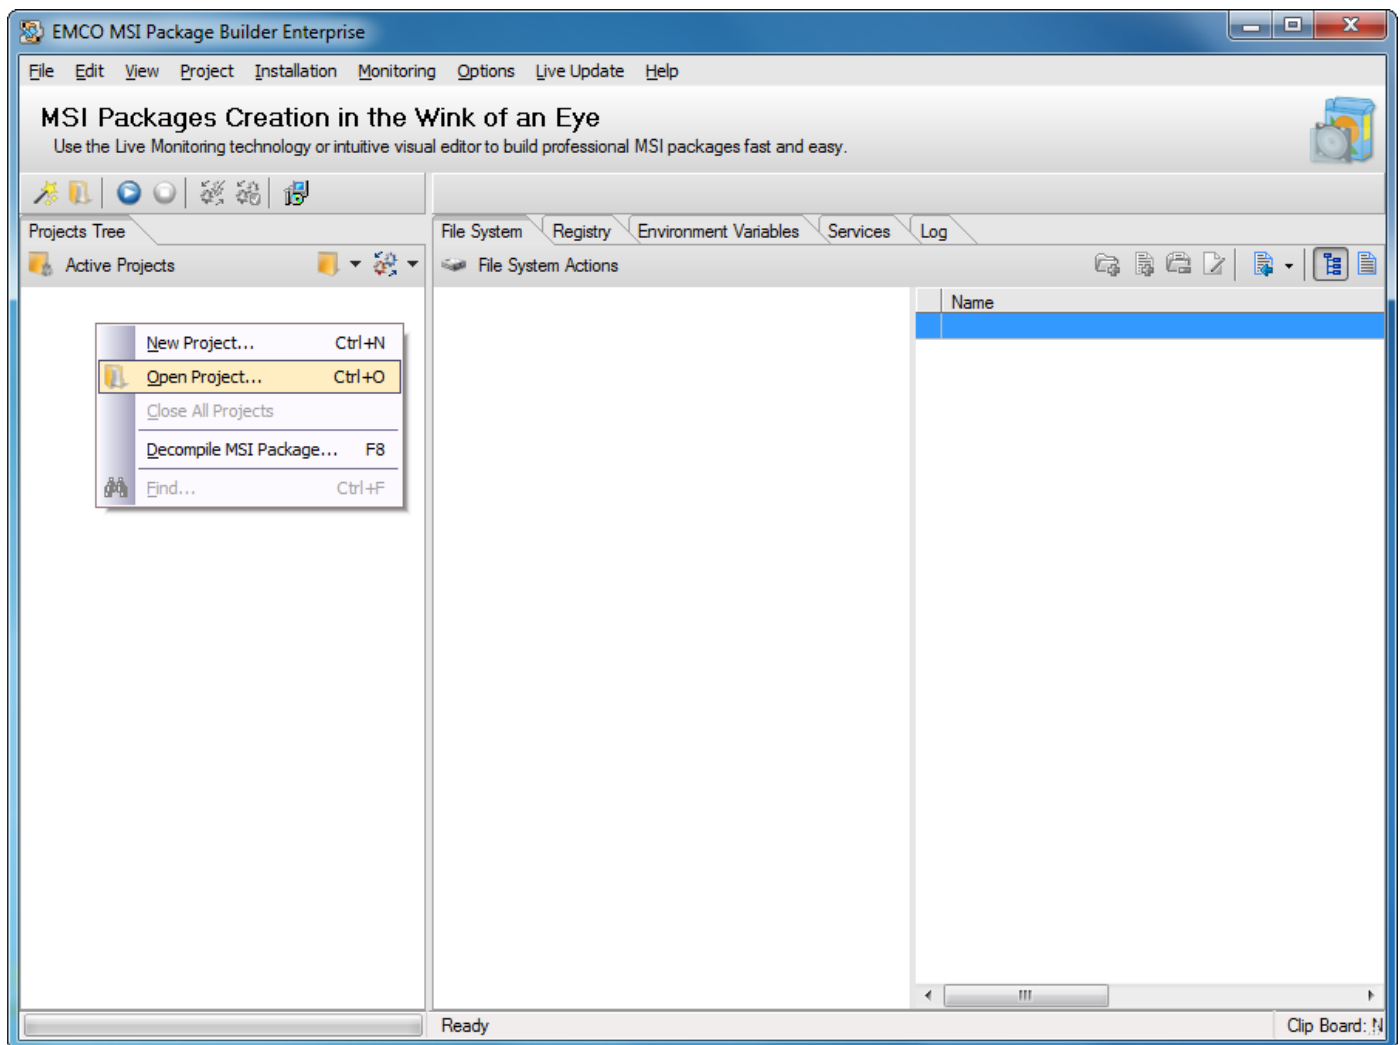 EMCO MSI Package Builder Enterprise
File Edit View Project Installation Monitoring Options Live Update Help
MSI Packages Creation in the Wink of an Eye
Use the Live Monitoring technology or intuitive visual editor to build professional MSI packages fast and easy.
Projects Tree
File System Registry Environment Variables Services Log
Active Projects
File System Actions
Name
New Project... Ctrl+N
Open Project... Ctrl+O
Close All Projects
Decompile MSI Package... F8
Find... Ctrl+F
Ready
Clip Board: N